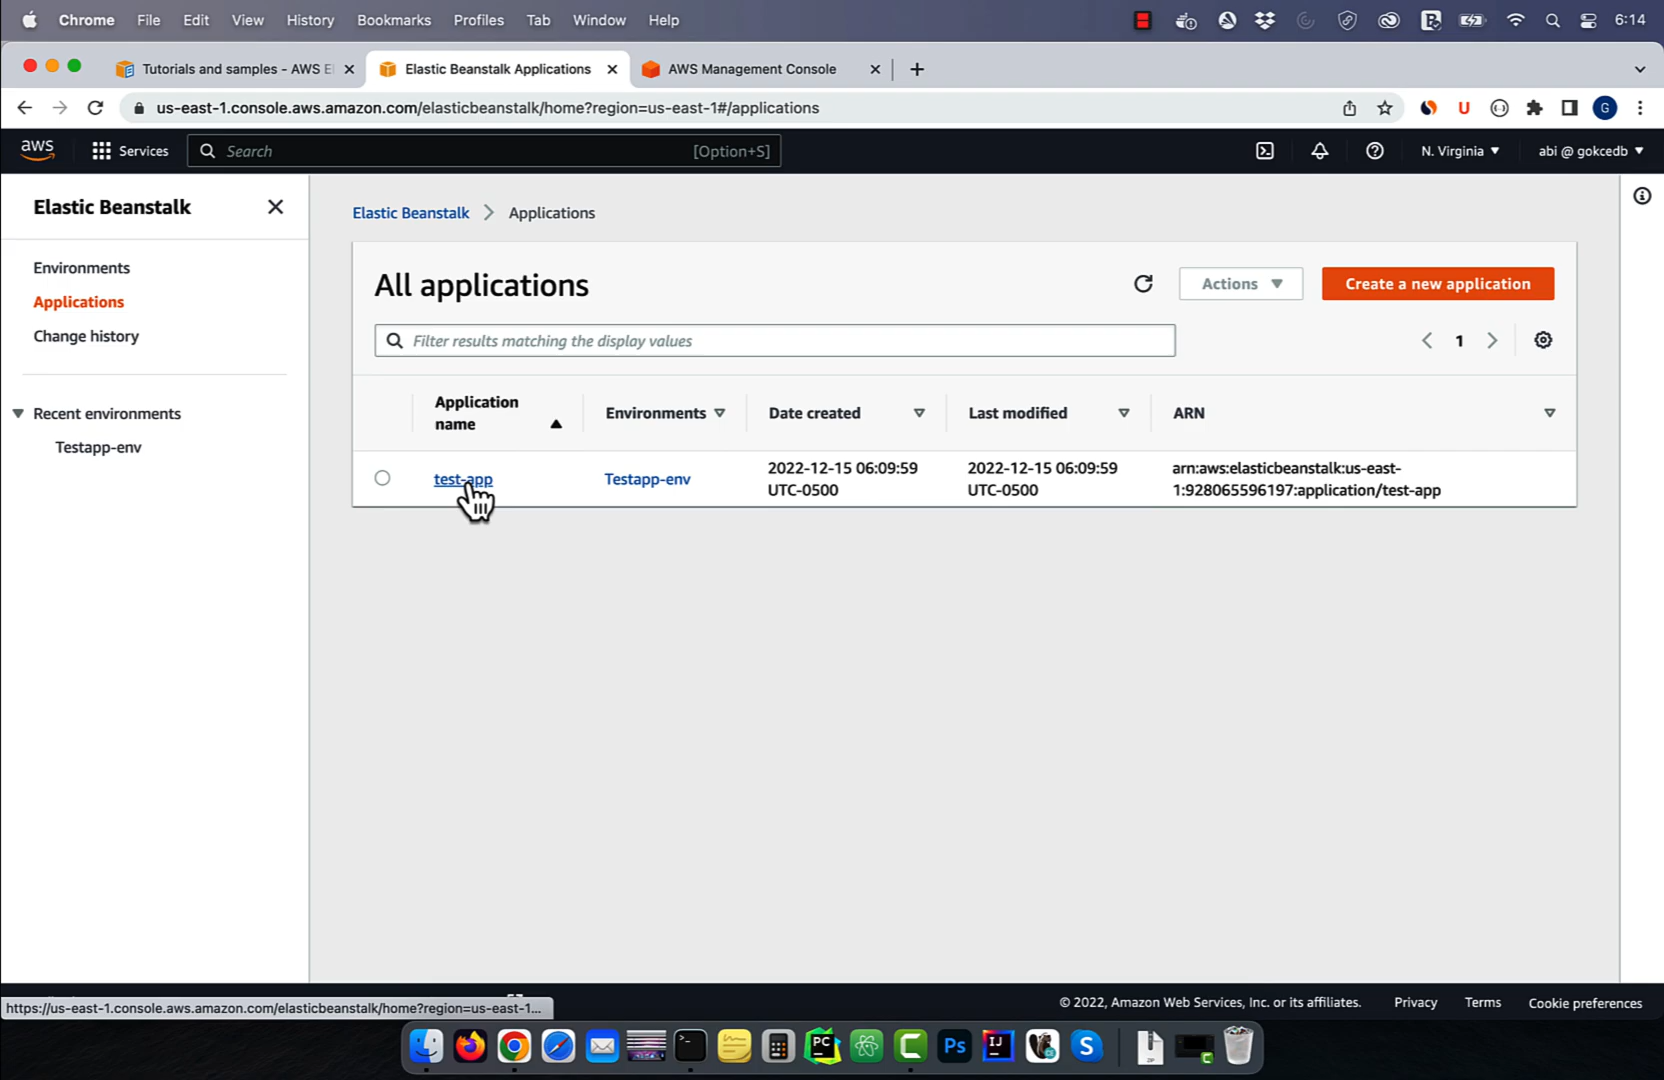 Chrome File Edit View History Bookmarks Profiles Tab Window Help 6:14
Tutorials and samples - AWS El Elastic Beanstalk Applications AWS Management Console
us-east-1.console.aws.amazon.com/elasticbeanstalk/home?region=us-east-1#/applications U G
aws Services Search [Option+S] N. Virginia abi @ gokcedb
Elastic Beanstalk
Environments
Applications
Change history
Recent environments
Testapp-env
Elastic Beanstalk Applications
All applications Actions Create a new application
Filter results matching the display values 1
Application name Environments Date created Last modified ARN
test-app Testapp-env 2022-12-15 06:09:59 2022-12-15 06:09:59 arn:aws:elasticbeanstalk:us-east-
UTC-0500 UTC-0500 1:928065596197:application/test-app
https://us-east-1.console.aws.amazon.com/elasticbeanstalk/home?region=us-east-1... © 2022, Amazon Web Services, Inc. or its affiliates. Privacy Terms Cookie preferences
PC C Ps IJ S ZIP